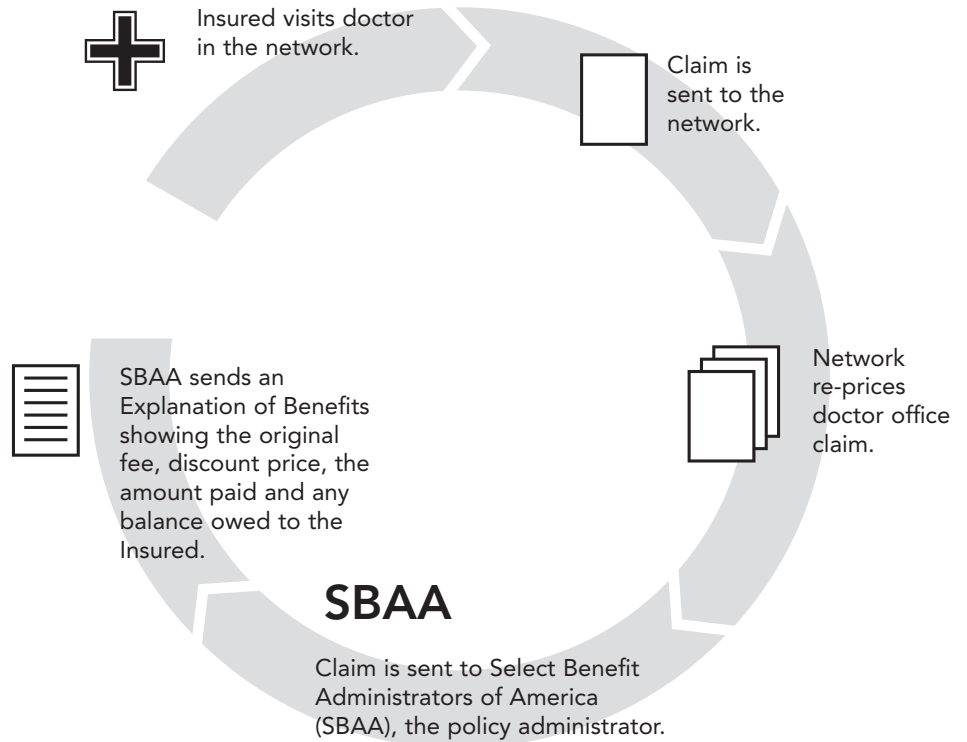 Insured visits doctor
in the network.
Claim is
sent to the
network.
Network
re-prices
doctor office
claim.
SBAA
Claim is sent to Select Benefit
Administrators of America
(SBAA), the policy administrator.
SBAA sends an
Explanation of Benefits
showing the original
fee, discount price, the
amount paid and any
balance owed to the
Insured.